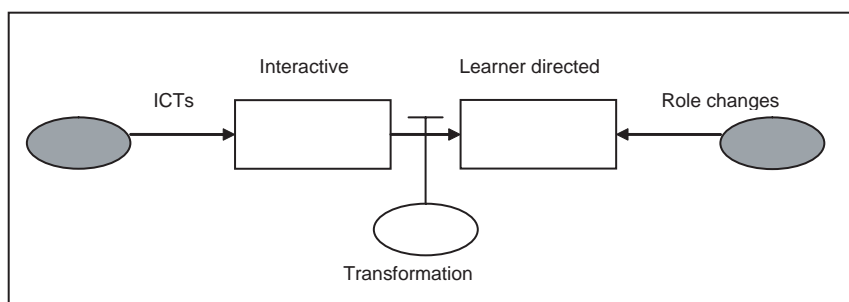 Interactive
Learner directed
ICTs
Role changes
Transformation